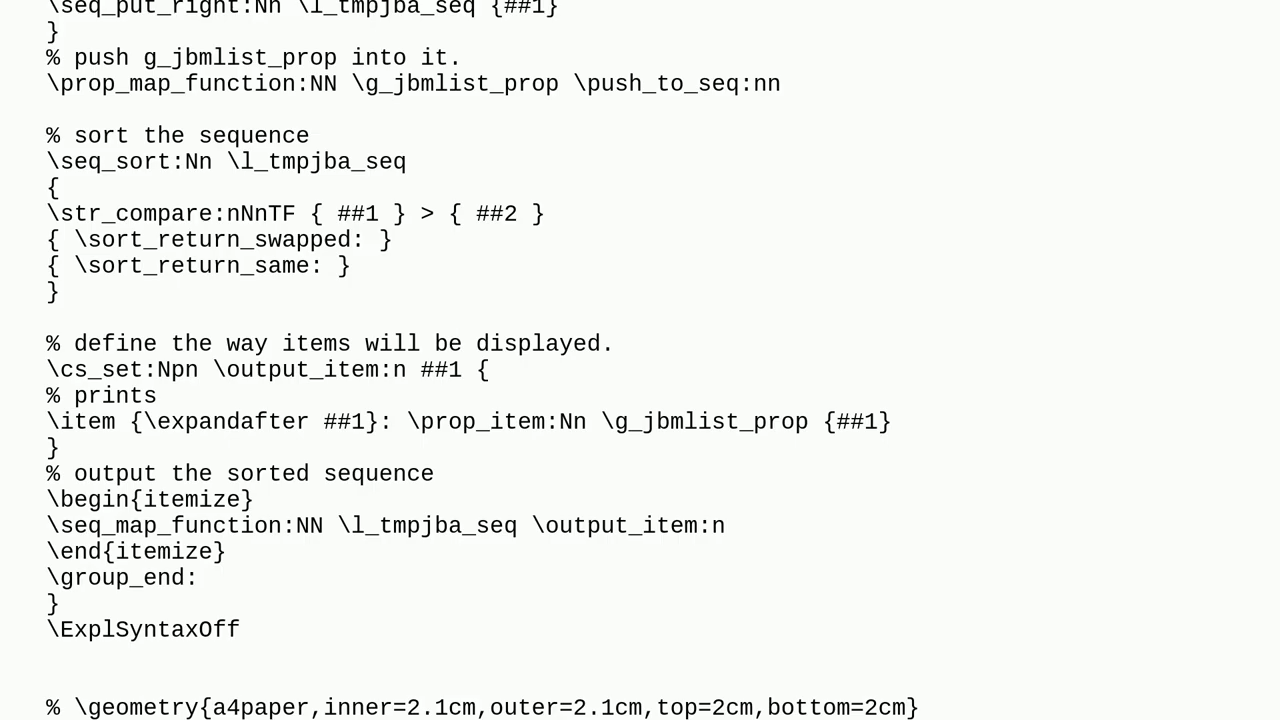 \seq_put_right:Nn \l_tmpjba_seq {##1}
}
% push g_jbmlist_prop into it.
\prop_map_function:NN \g_jbmlist_prop \push_to_seq:nn
% sort the sequence
\seq_sort:Nn \l_tmpjba_seq
{
\str_compare:nNnTF { ##1 } > { ##2 }
{ \sort_return_swapped: }
{ \sort_return_same: }
}
% define the way items will be displayed.
\cs_set:Npn \output_item:n ##1 {
% prints
\item {\expandafter ##1}: \prop_item:Nn \g_jbmlist_prop {##1}
}
% output the sorted sequence
\begin{itemize}
\seq_map_function:NN \l_tmpjba_seq \output_item:n
\end{itemize}
\group_end:
}
\ExplSyntaxOff
% \geometry{a4paper,inner=2.1cm,outer=2.1cm,top=2cm,bottom=2cm}